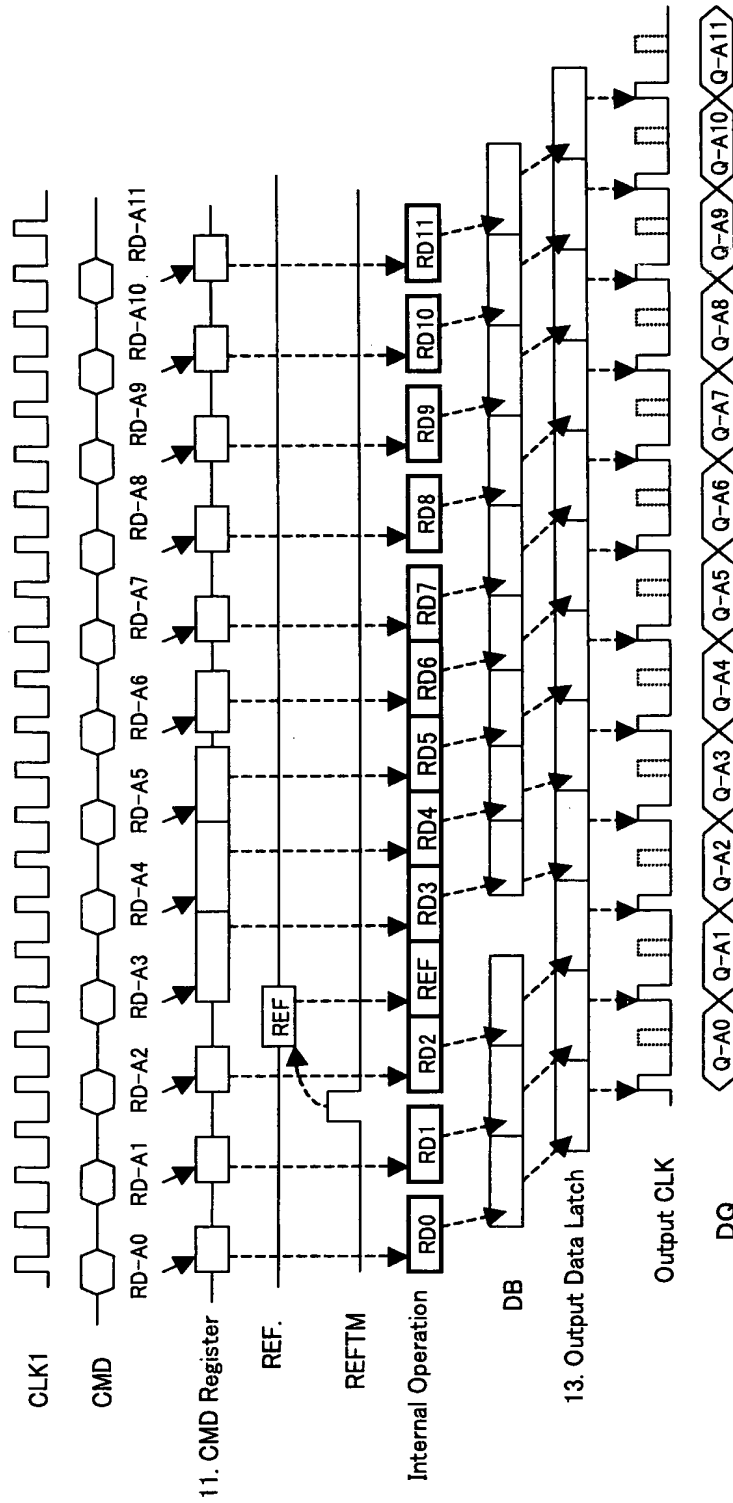 CLK1
CMD
RD-A0 RD-A1 RD-A2 RD-A3 RD-A4 RD-A5 RD-A6 RD-A7 RD-A8 RD-A9 RD-A10 RD-A11
11. CMD Register
REF.
REF
REFTM
Internal Operation
RD0 RD1 RD2 REF RD3 RD4 RD5 RD6 RD7 RD8 RD9 RD10 RD11
DB
13. Output Data Latch
Output CLK
DQ
Q-A0 Q-A1 Q-A2 Q-A3 Q-A4 Q-A5 Q-A6 Q-A7 Q-A8 Q-A9 Q-A10 Q-A11